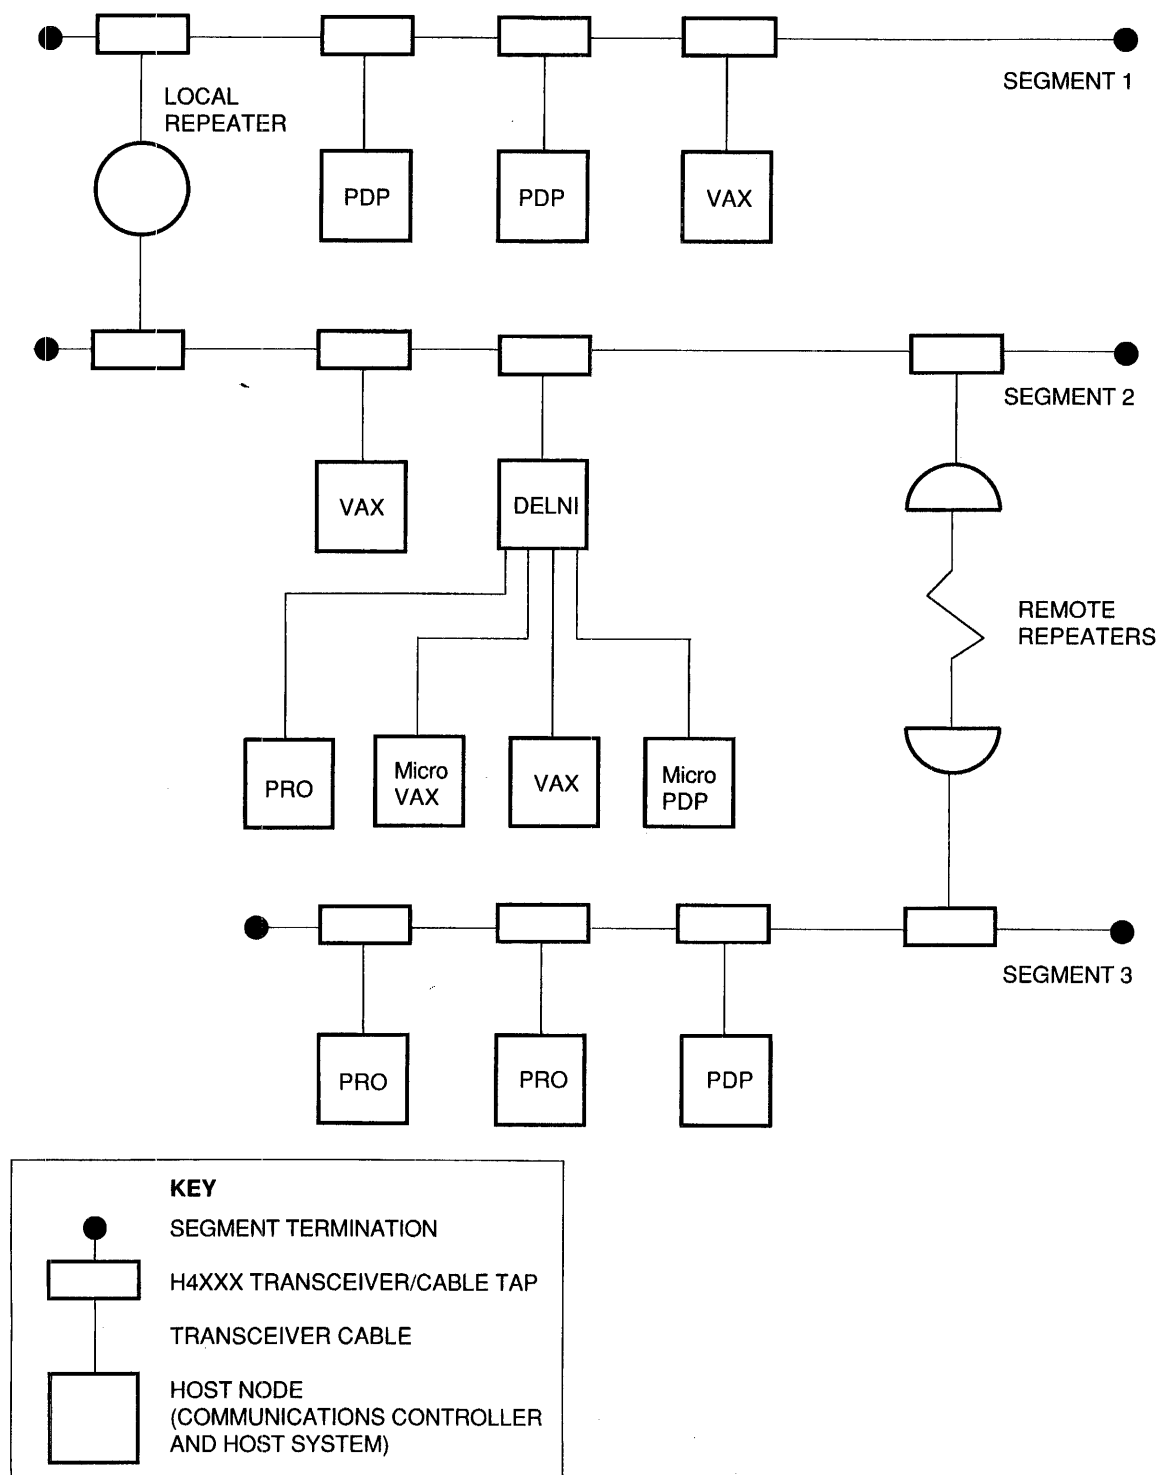 SEGMENT 1
LOCAL
REPEATER
PDP
PDP
VAX
SEGMENT 2
VAX
DELNI
REMOTE
REPEATERS
PRO
Micro
VAX
VAX
Micro
PDP
SEGMENT 3
PRO
PRO
PDP
KEY
SEGMENT TERMINATION
H4XXX TRANSCEIVER/CABLE TAP
TRANSCEIVER CABLE
HOST NODE
(COMMUNICATIONS CONTROLLER
AND HOST SYSTEM)